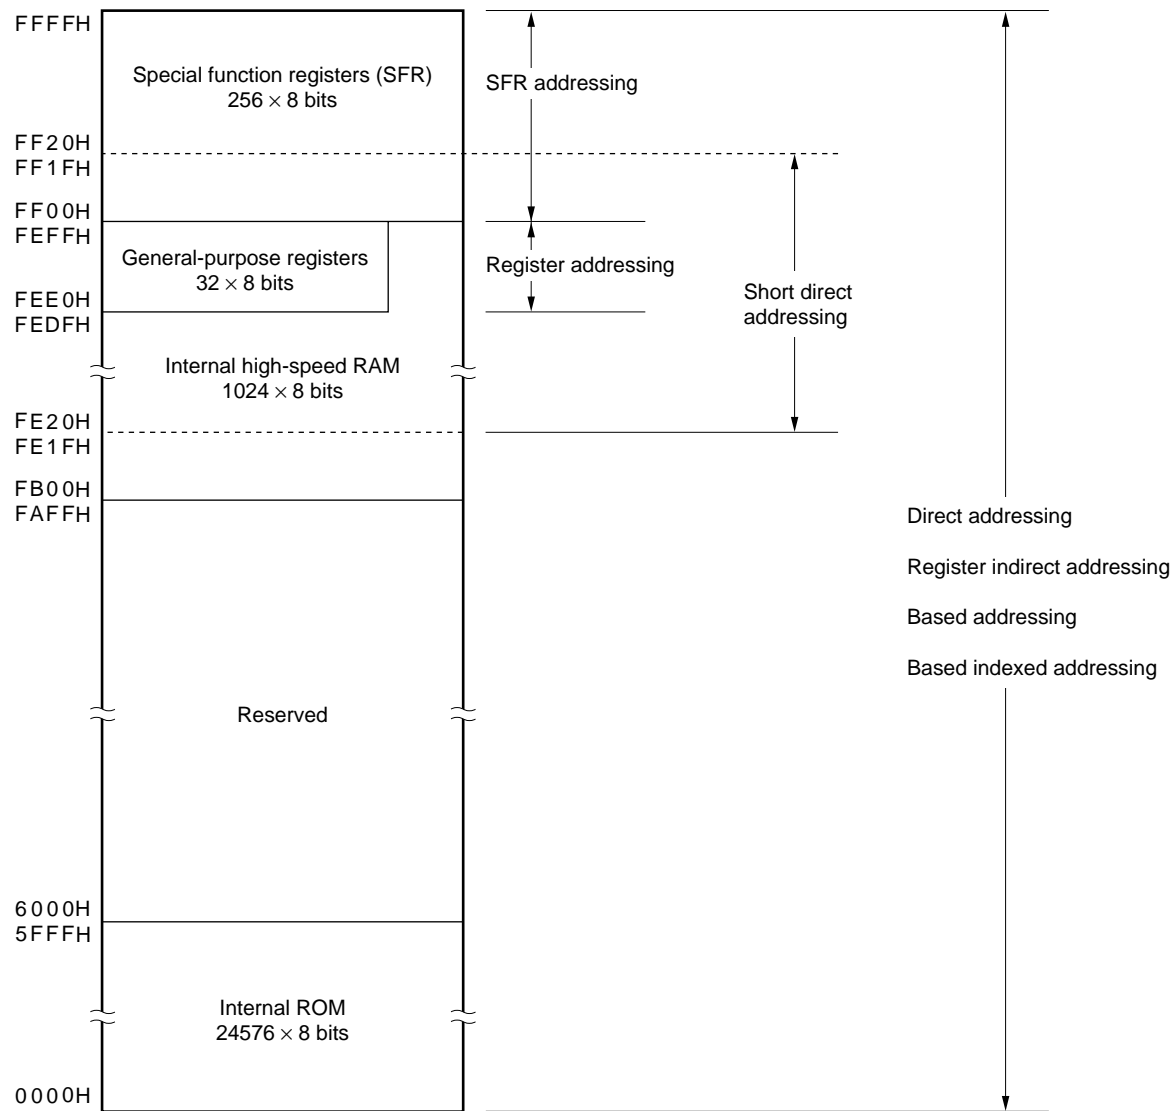 FFFFH
Special function registers (SFR)
256 × 8 bits
SFR addressing
FF20H
FF1FH
FF00H
FEFFH
General-purpose registers
32 × 8 bits
Register addressing
Short direct
addressing
FEE0H
FEDFH
Internal high-speed RAM
1024 × 8 bits
FE20H
FE1FH
FB00H
FAFFH
Direct addressing
Register indirect addressing
Based addressing
Based indexed addressing
Reserved
6000H
5FFFH
Internal ROM
24576 × 8 bits
0000H